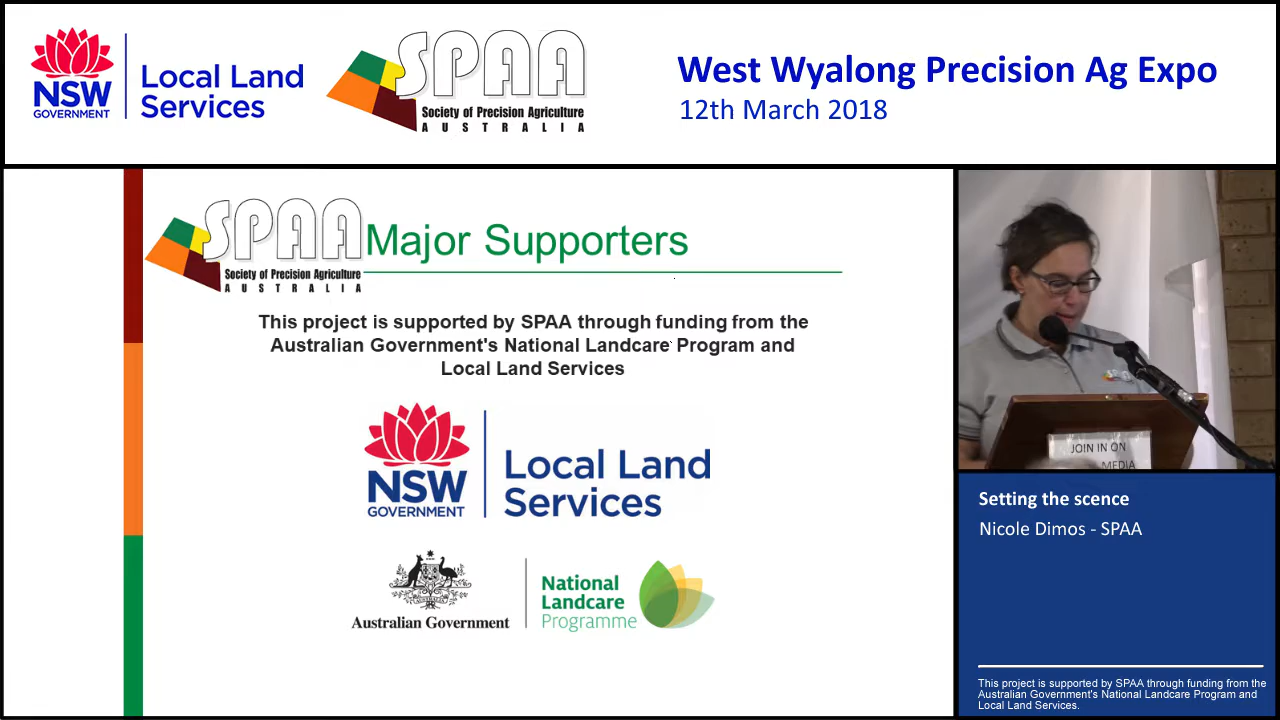 NSW
GOVERNMENT
Local Land
Services
SPAA
Society of Precision Agriculture
AUSTRALIA
West Wyalong Precision Ag Expo
12th March 2018
SPAA
Society of Precision Agriculture
AUSTRALIA
Major Supporters
This project is supported by SPAA through funding from the
Australian Government's National Landcare Program and
Local Land Services
NSW
GOVERNMENT
Local Land
Services
Australian Government
National
Landcare
Programme
JOIN IN ON
MEDIA
Setting the scence
Nicole Dimos - SPAA
This project is supported by SPAA through funding from the
Australian Government's National Landcare Program and
Local Land Services.